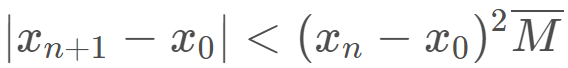 |x_{n+1} − x_0| < (x_n − x_0)^2 \overline{M}